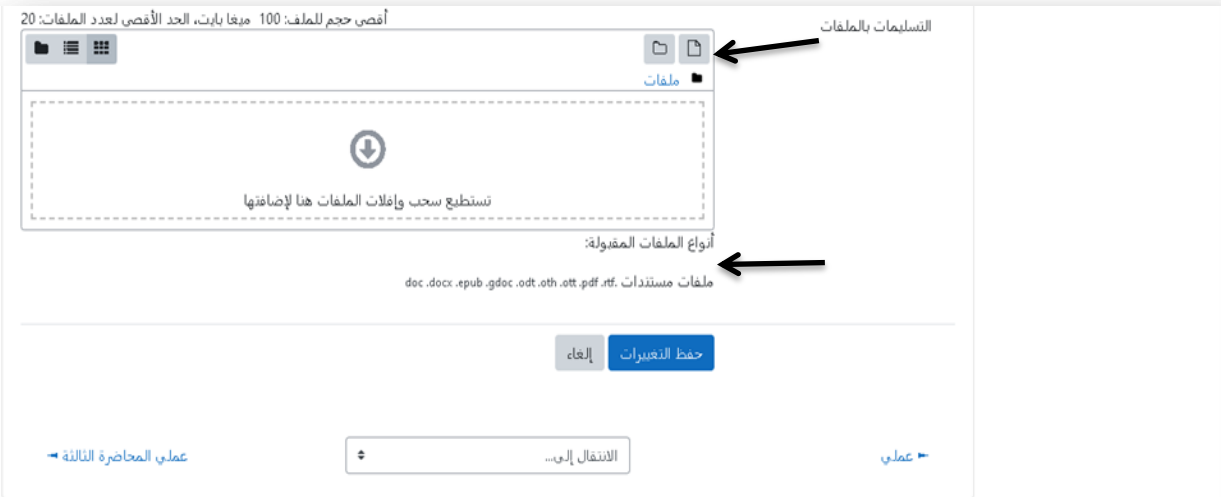 التسليمات بالملفات
أقصى حجم للملف: 100 ميغا بايت، الحد الأقصى لعدد الملفات: 20
ملفات
تستطيع سحب وإفلات الملفات هنا لإضافتها
أنواع الملفات المقبولة:
ملفات مستندات .doc .docx .epub .gdoc .odt .oth .ott .pdf .rtf
حفظ التغييرات إلغاء
◄ عملي الانتقال إلى... عملي المحاضرة الثالثة ►